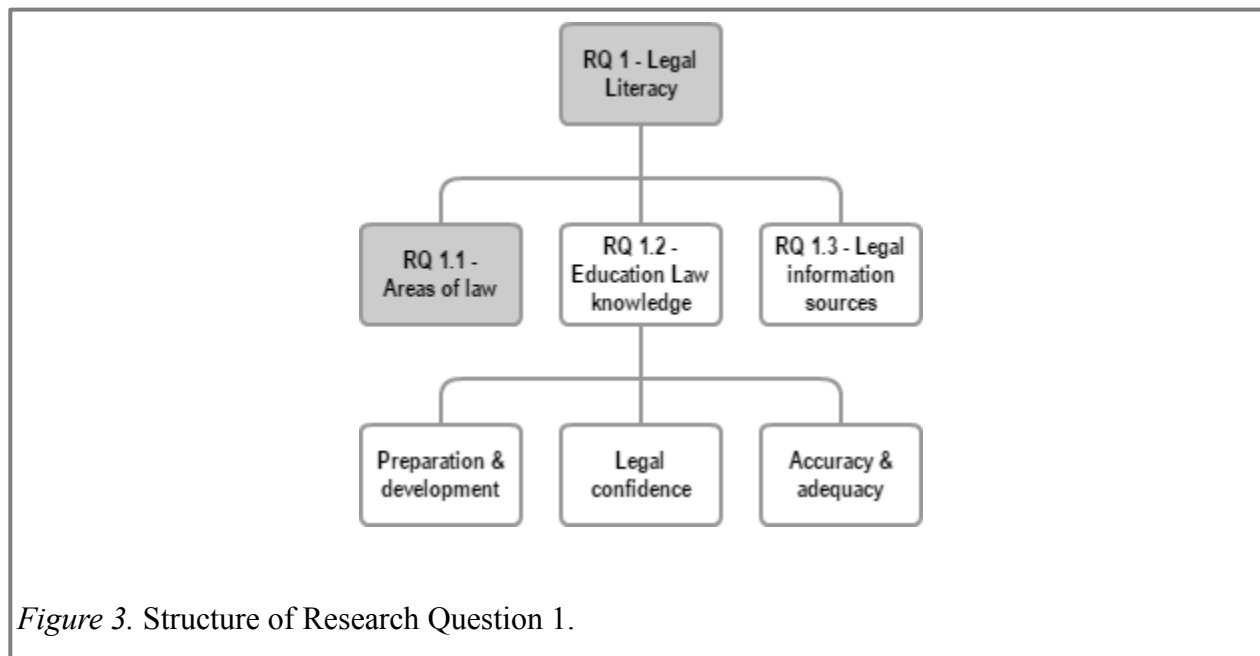 RQ 1 - Legal
Literacy
RQ 1.1 -
Areas of law
RQ 1.2 -
Education Law
knowledge
RQ 1.3 - Legal
information
sources
Preparation &
development
Legal
confidence
Accuracy &
adequacy
Figure 3. Structure of Research Question 1.